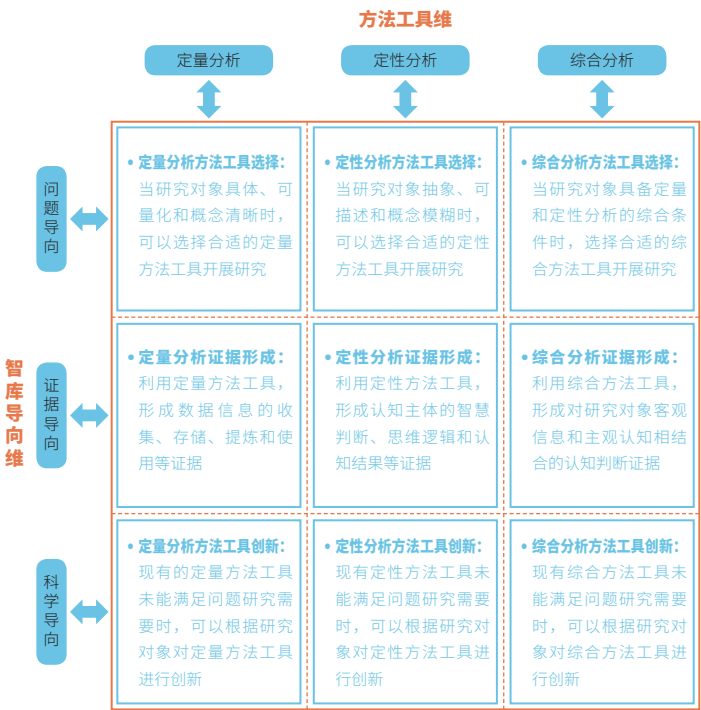 方法工具维
定量分析
定性分析
综合分析
智库导向维
问题导向
• 定量分析方法工具选择：
当研究对象具体、可
量化和概念清晰时，
可以选择合适的定量
方法工具开展研究
• 定性分析方法工具选择：
当研究对象抽象、可
描述和概念模糊时，
可以选择合适的定性
方法工具开展研究
• 综合分析方法工具选择：
当研究对象具备定量
和定性分析的综合条
件时，选择合适的综
合方法工具开展研究
证据导向
• 定量分析证据形成：
利用定量方法工具，
形成数据信息的收
集、存储、提炼和使
用等证据
• 定性分析证据形成：
利用定性方法工具，
形成认知主体的智慧
判断、思维逻辑和认
知结果等证据
• 综合分析证据形成：
利用综合方法工具，
形成对研究对象客观
信息和主观认知相结
合的认知判断证据
科学导向
• 定量分析方法工具创新：
现有的定量方法工具
未能满足问题研究需
要时，可以根据研究
对象对定量方法工具
进行创新
• 定性分析方法工具创新：
现有定性方法工具未
能满足问题研究需要
时，可以根据研究对
象对定性方法工具进
行创新
• 综合分析方法工具创新：
现有综合方法工具未
能满足问题研究需要
时，可以根据研究对
象对综合方法工具进
行创新